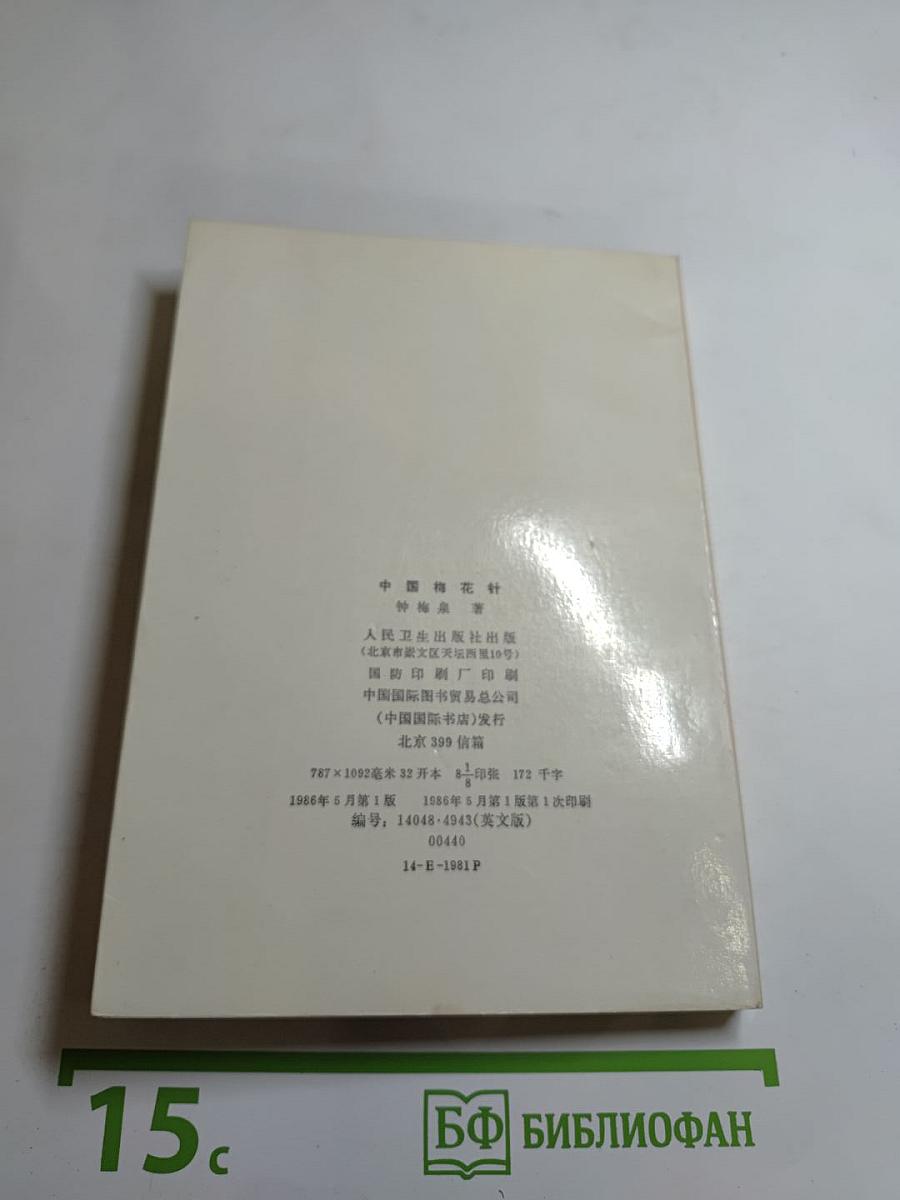 中国梅花针
钟梅泉 著
人民卫生出版社出版
(北京市崇文区天坛西里10号)
国防印刷厂印刷
中国国际图书贸易总公司
(中国国际书店)发行
北京399信箱
787×1092毫米32开本 8 1/8印张 172千字
1986年5月第1版 1986年5月第1版第1次印刷
编号：14048·4943(英文版)
00440
14-E-1981P
15 с
БФ БИБЛИОФАН